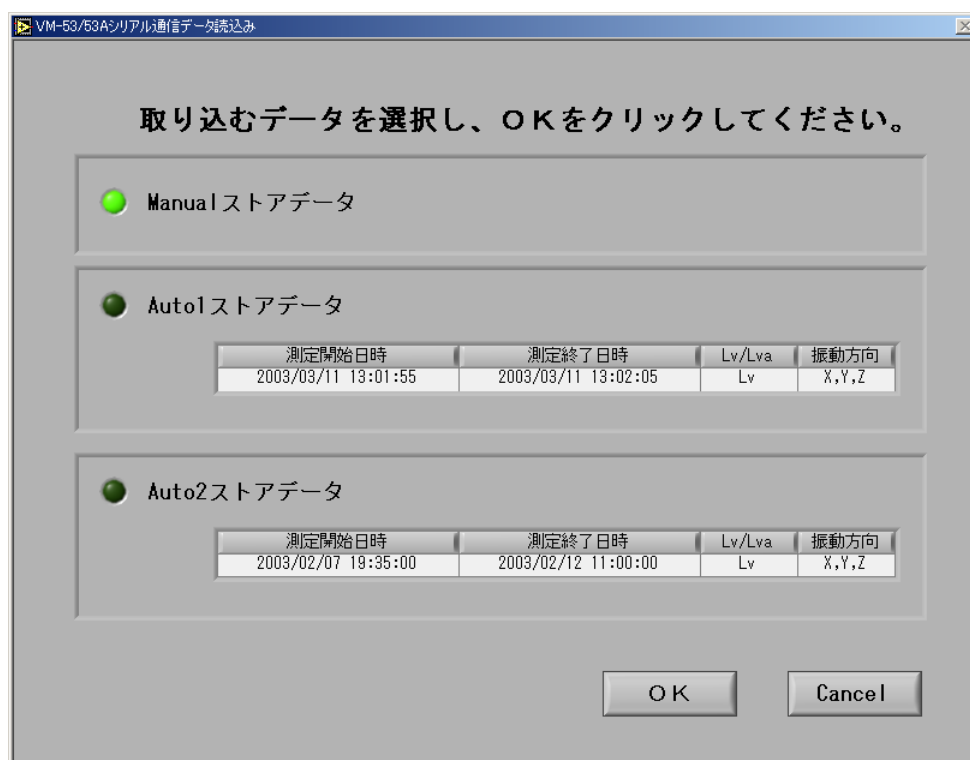 VM-53/53Aシリアル通信データ読込み
取り込むデータを選択し、OKをクリックしてください。
Manualストアデータ
Auto1ストアデータ
測定開始日時 測定終了日時 Lv/Lva 振動方向
2003/03/11 13:01:55 2003/03/11 13:02:05 Lv X,Y,Z
Auto2ストアデータ
測定開始日時 測定終了日時 Lv/Lva 振動方向
2003/02/07 19:35:00 2003/02/12 11:00:00 Lv X,Y,Z
OK Cancel